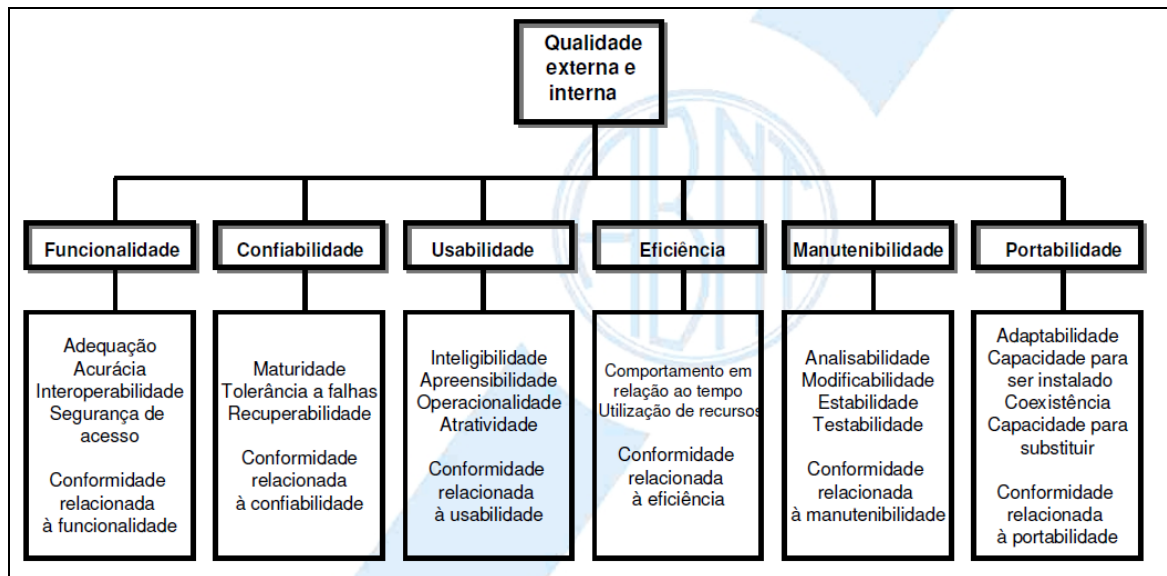 Qualidade
externa e
interna
ABNT
Funcionalidade
Confiabilidade
Usabilidade
Eficiência
Manutenibilidade
Portabilidade
Adequação
Acurácia
Interoperabilidade
Segurança de
acesso
Conformidade
relacionada
à funcionalidade
Maturidade
Tolerância a falhas
Recuperabilidade
Conformidade
relacionada
à confiabilidade
Inteligibilidade
Apreensibilidade
Operacionalidade
Atratividade
Conformidade
relacionada
à usabilidade
Comportamento em
relação ao tempo
Utilização de recursos
Conformidade
relacionada
à eficiência
Analisabilidade
Modificabilidade
Estabilidade
Testabilidade
Conformidade
relacionada
à manutenibilidade
Adaptabilidade
Capacidade para
ser instalado
Coexistência
Capacidade para
substituir
Conformidade
relacionada
à portabilidade